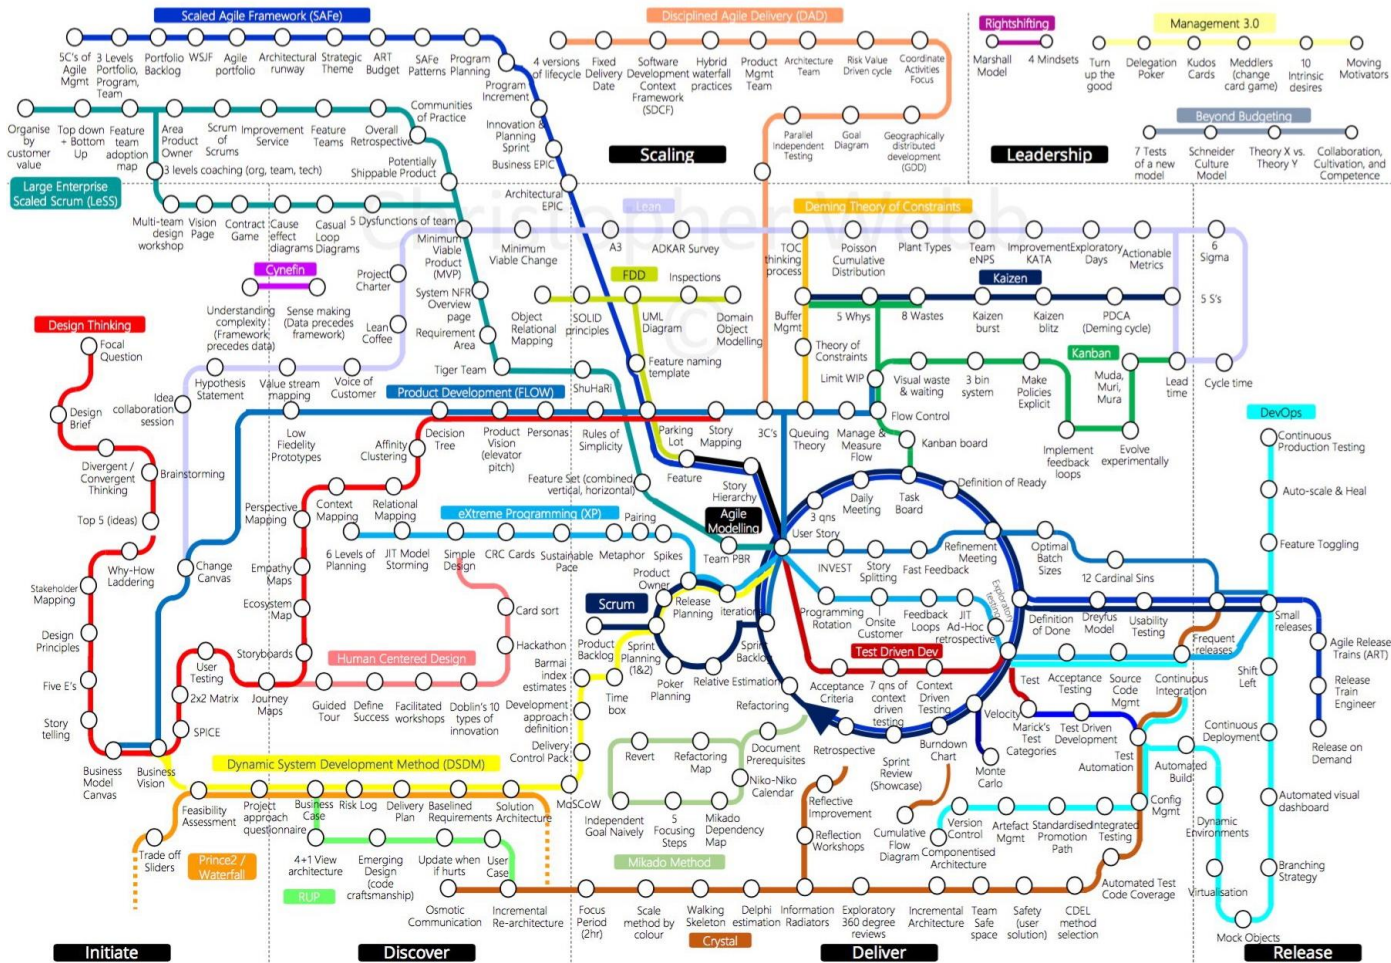 Scaled Agile Framework (SAFe)
5C's of
Agile
Mgmt
3 Levels
Portfolio,
Program,
Team
Portfolio
Backlog
WSJF
Agile
portfolio
Architectural
runway
Strategic
Theme
ART
Budget
SAFe
Patterns
Program
Planning
Program
Increment
Innovation &
Planning
Sprint
Business EPIC
Architectural
EPIC
Disciplined Agile Delivery (DAD)
4 versions
of lifecycle
Fixed
Delivery
Date
Software
Development
Context
Framework
(SDCF)
Hybrid
waterfall
practices
Product
Mgmt
Team
Architecture
Team
Risk Value
Driven cycle
Coordinate
Activities
Focus
Parallel
Independent
Testing
Goal
Diagram
Geographically
distributed
development
(GDD)
Scaling
Rightshifting
Marshall
Model
4 Mindsets
Management 3.0
Turn
up the
good
Delegation
Poker
Kudos
Cards
Meddlers
(change
card game)
10
Intrinsic
desires
Moving
Motivators
Beyond Budgeting
7 Tests
of a new
model
Schneider
Culture
Model
Theory X vs.
Theory Y
Collaboration,
Cultivation, and
Competence
Leadership
Organise
by
customer
value
Top down
+ Bottom
Up
Feature
team
adoption
map
Area
Product
Owner
Scrum
of
Scrums
Improvement
Service
Feature
Teams
Overall
Retrospective
Communities
of Practice
Potentially
Shippable Product
3 levels coaching (org, team, tech)
Large Enterprise
Scaled Scrum (LeSS)
Multi-team
design
workshop
Vision
Page
Contract
Game
Cause
effect
diagrams
Casual
Loop
Diagrams
5 Dysfunctions of team
Christopher Webb
©
Lean
Minimum
Viable
Product
(MVP)
Minimum
Viable Change
A3
ADKAR Survey
Deming Theory of Constraints
TOC
thinking
process
Poisson
Cumulative
Distribution
Plant Types
Team
eNPS
Improvement
KATA
Exploratory
Days
Actionable
Metrics
6
Sigma
5 S's
Cynefin
Understanding
complexity
(Framework
precedes data)
Sense making
(Data precedes
framework)
Project
Charter
Lean
Coffee
System NFR
Overview
page
Requirement
Area
Tiger Team
ShuHaRi
FDD
Inspections
Object
Relational
Mapping
SOLID
principles
UML
Diagram
Domain
Object
Modelling
Feature naming
template
Kaizen
Buffer
Mgmt
5 Whys
8 Wastes
Kaizen
burst
Kaizen
blitz
PDCA
(Deming cycle)
Theory of
Constraints
Limit WIP
Kanban
Visual waste
& waiting
3 bin
system
Make
Policies
Explicit
Muda,
Muri,
Mura
Lead
time
Cycle time
Implement
feedback
loops
Evolve
experimentally
Design Thinking
Focal
Question
Design
Brief
Divergent /
Convergent
Thinking
Brainstorming
Top 5 (ideas)
Why-How
Laddering
Stakeholder
Mapping
Design
Principles
Five E's
Story
telling
Business
Model
Canvas
Business
Vision
SPICE
2x2 Matrix
User
Testing
Journey
Maps
Storyboards
Ecosystem
Map
Empathy
Maps
Perspective
Mapping
Context
Mapping
Relational
Mapping
Affinity
Clustering
Idea
collaboration
session
Hypothesis
Statement
Value stream
mapping
Voice of
Customer
Change
Canvas
Product Development (FLOW)
Low
Fiedelity
Prototypes
Decision
Tree
Product
Vision
(elevator
pitch)
Personas
Rules of
Simplicity
Parking
Lot
Story
Mapping
3C's
Queuing
Theory
Manage &
Measure
Flow
Flow Control
Kanban board
Feature
Story
Hierarchy
Feature Set (combined,
vertical, horizontal)
Agile
Modelling
Team PBR
User Story
eXtreme Programming (XP)
6 Levels of
Planning
JIT Model
Storming
Simple
Design
CRC Cards
Sustainable
Pace
Metaphor
Pairing
Spikes
Product
Owner
Release
Planning
iterations
Scrum
Product
Backlog
Sprint
Planning
(1&2)
Poker
Planning
Relative Estimation
Sprint
Backlog
3 qns
Daily
Meeting
Task
Board
Definition of Ready
Refinement
Meeting
INVEST
Story
Splitting
Fast Feedback
Optimal
Batch
Sizes
12 Cardinal Sins
Programming
Rotation
Onsite
Customer
Feedback
Loops
JIT
Ad-Hoc
retrospective
Exploratory
testing
Definition
of Done
Dreyfus
Model
Usability
Testing
Frequent
releases
Small
releases
Test Driven Dev
Acceptance
Criteria
7 qns of
context
driven
testing
Context
Driven
Testing
Test
Acceptance
Testing
Source
Code
Mgmt
Continuous
Integration
Velocity
Marick's
Test
Categories
Test Driven
Development
Test
Automation
Monte
Carlo
Burndown
Chart
Sprint
Review
(Showcase)
Retrospective
Refactoring
Human Centered Design
Card sort
Hackathon
Guided
Tour
Define
Success
Facilitated
workshops
Doblin's 10
types of
innovation
Barmai
index
estimates
Time
box
Development
approach
definition
Delivery
Control Pack
MoSCoW
Dynamic System Development Method (DSDM)
Feasibility
Assessment
Project
approach
questionnaire
Business
Case
Risk Log
Delivery
Plan
Baselined
Requirements
Solution
Architecture
Trade off
Sliders
Prince2 /
Waterfall
RUP
4+1 View
architecture
Emerging
Design
(code
craftsmanship)
Update when
if hurts
User
Case
Mikado Method
Revert
Refactoring
Map
Document
Prerequisites
Niko-Niko
Calendar
Independent
Goal Naively
5
Focusing
Steps
Mikado
Dependency
Map
Reflective
Improvement
Reflection
Workshops
Cumulative
Flow
Diagram
Version
Control
Componentised
Architecture
Artefact
Mgmt
Standardised
Promotion
Path
Integrated
Testing
Config
Mgmt
Automated
Build
Dynamic
Environments
Virtualisation
Mock Objects
Automated Test
Code Coverage
Crystal
Osmotic
Communication
Incremental
Re-architecture
Focus
Period
(2hr)
Scale
method by
colour
Walking
Skeleton
Delphi
estimation
Information
Radiators
Exploratory
360 degree
reviews
Incremental
Architecture
Team
Safe
space
Safety
(user
solution)
CDEL
method
selection
DevOps
Continuous
Production Testing
Auto-scale & Heal
Feature Toggling
Shift
Left
Continuous
Deployment
Automated visual
dashboard
Branching
Strategy
Agile Release
Trains (ART)
Release
Train
Engineer
Release on
Demand
Initiate
Discover
Deliver
Release